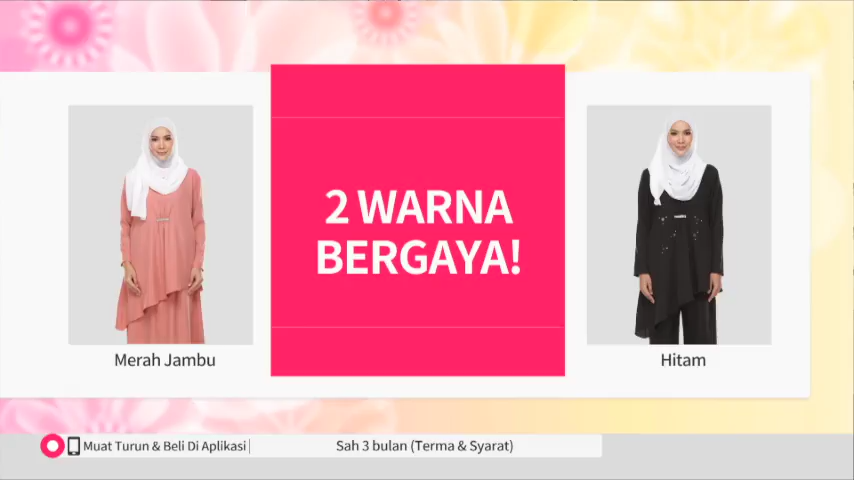 2 WARNA
BERGAYA!
Merah Jambu
Hitam
Muat Turun & Beli Di Aplikasi
Sah 3 bulan (Terma & Syarat)